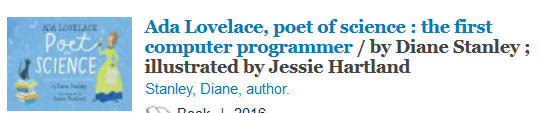 ADA LOVELACE
Poet
of SCIENCE
Ada Lovelace, poet of science : the first
computer programmer / by Diane Stanley ;
illustrated by Jessie Hartland
Stanley, Diane, author.
Book | 2016